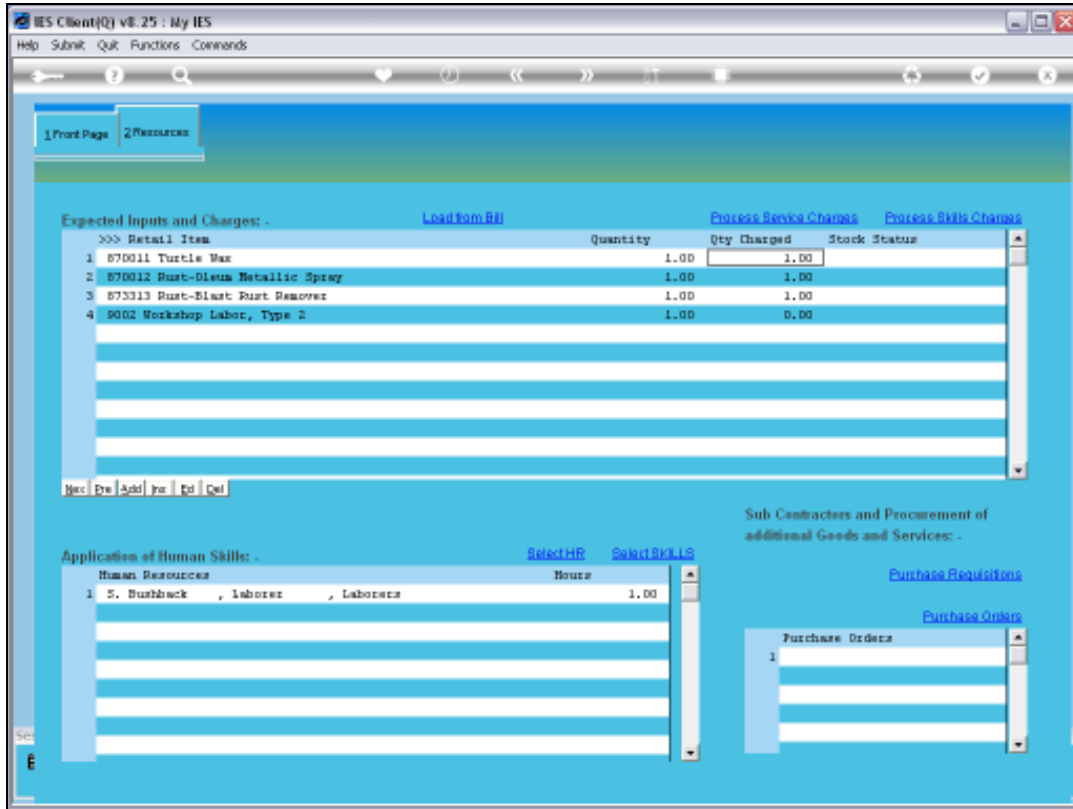 IES Client(Q) v8.25 : My IES
Help Submit Quit Functions Commands
1 Front Page 2 Resources
Expected Inputs and Charges: - Load from Bill Process Service Charges Process Skills Charges
>>> Retail Item Quantity Qty Charged Stock Status
1 870011 Turtle Wax 1.00 1.00
2 870012 Rust-Oleum Metallic Spray 1.00 1.00
3 873313 Rust-Blast Rust Remover 1.00 1.00
4 9002 Workshop Labor, Type 2 1.00 0.00
Nex Pre Add Ins Ed Del
Sub Contractors and Procurement of
additional Goods and Services: -
Application of Human Skills: - Select HR Select SKILLS
Human Resources Hours
Purchase Requisitions
1 S. Bushback , laborer , Laborers 1.00
Purchase Orders
Purchase Orders
1